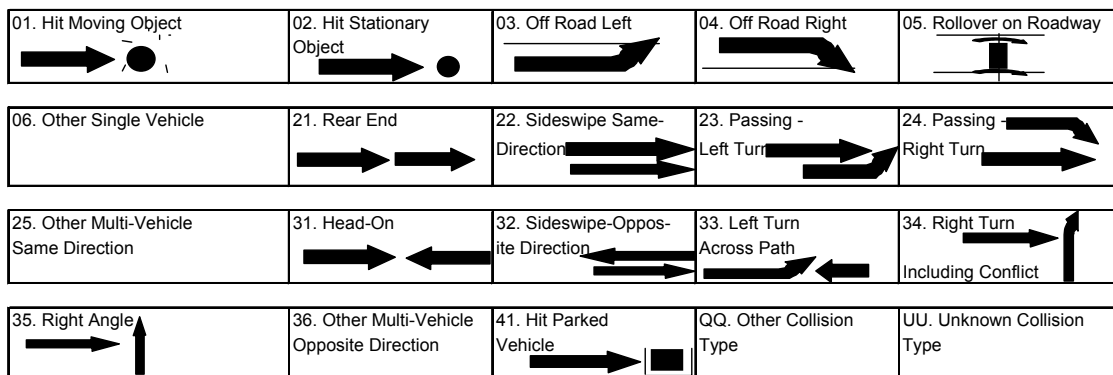 01. Hit Moving Object
02. Hit Stationary
Object
03. Off Road Left
04. Off Road Right
05. Rollover on Roadway
06. Other Single Vehicle
21. Rear End
22. Sideswipe Same-
Direction
23. Passing -
Left Turn
24. Passing -
Right Turn
25. Other Multi-Vehicle
Same Direction
31. Head-On
32. Sideswipe-Oppos-
ite Direction
33. Left Turn
Across Path
34. Right Turn
Including Conflict
35. Right Angle
36. Other Multi-Vehicle
Opposite Direction
41. Hit Parked
Vehicle
QQ. Other Collision
Type
UU. Unknown Collision
Type